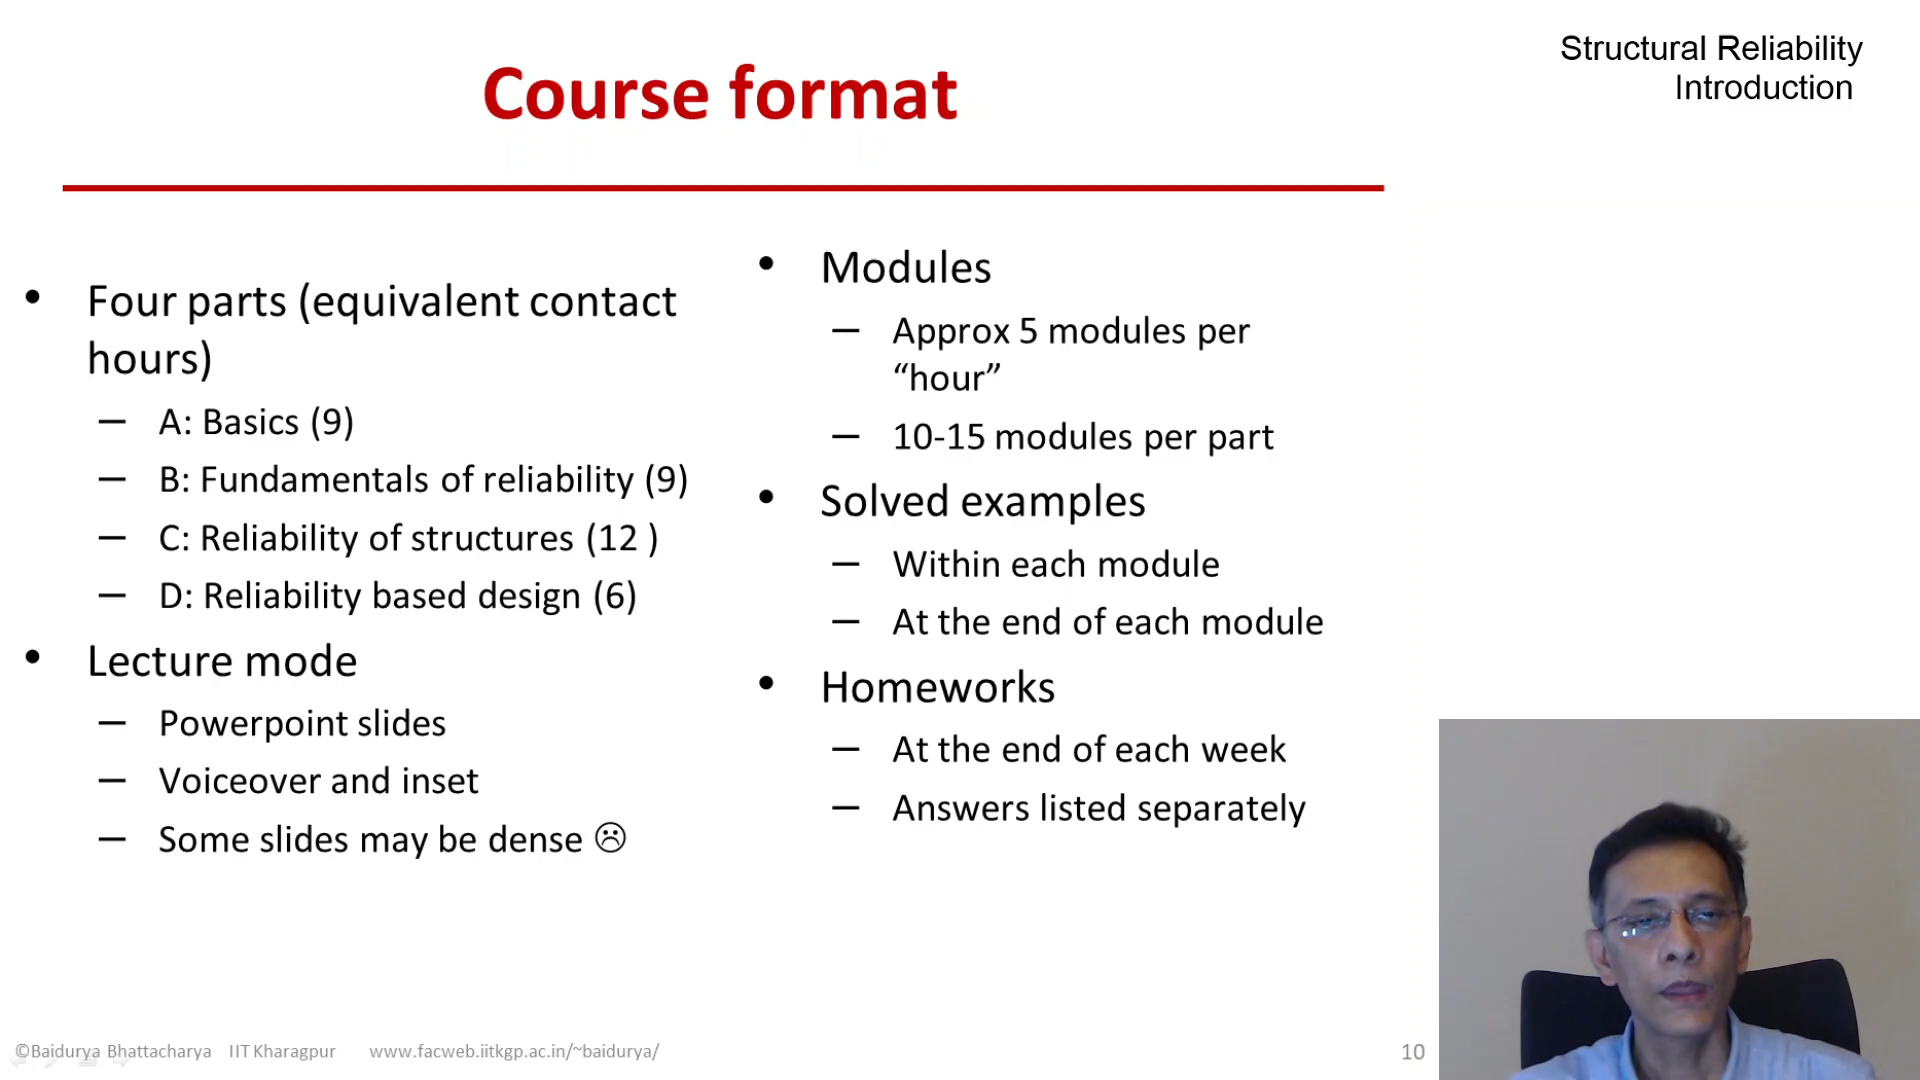 Structural Reliability
Introduction
Course format
• Four parts (equivalent contact
hours)
– A: Basics (9)
– B: Fundamentals of reliability (9)
– C: Reliability of structures (12 )
– D: Reliability based design (6)
• Lecture mode
– Powerpoint slides
– Voiceover and inset
– Some slides may be dense ☹
• Modules
– Approx 5 modules per
“hour”
– 10-15 modules per part
• Solved examples
– Within each module
– At the end of each module
• Homeworks
– At the end of each week
– Answers listed separately
©Baidurya Bhattacharya IIT Kharagpur www.facweb.iitkgp.ac.in/~baidurya/
10